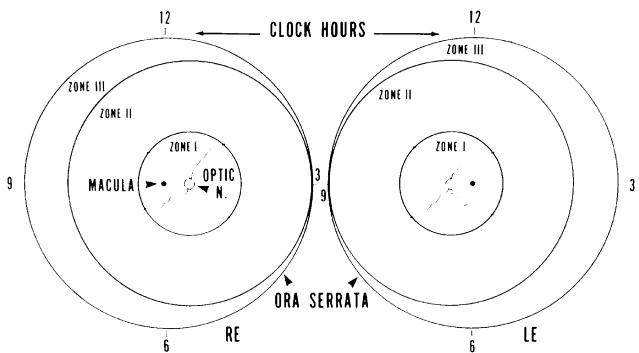 12 CLOCK HOURS 12
ZONE III ZONE III
ZONE II ZONE II
ZONE I ZONE I
9 MACULA OPTIC N. 3 9 3
ORA SERRATA
RE LE
6 6